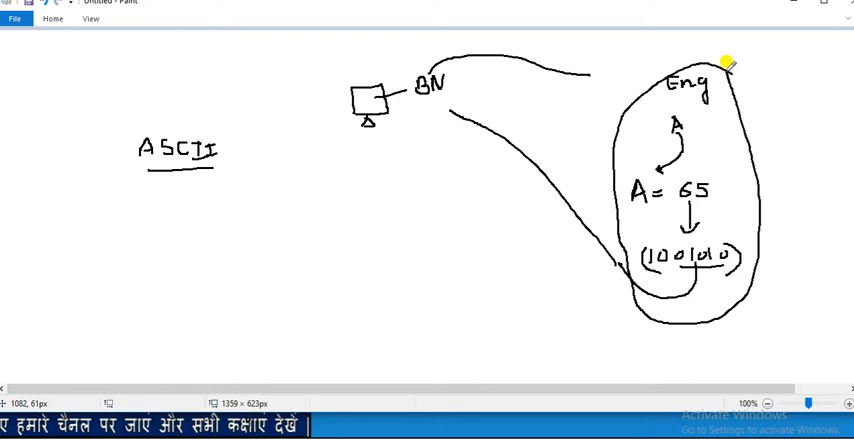 Untitled - Paint
File Home View
BN
Eng
ASCII
A
A = 65
(1001010)
1082, 61px 1359 × 623px 100%
ए हमारे चैनल पर जाएं और सभी कक्षाएं देखें
Activate Windows
Go to Settings to activate Windows.